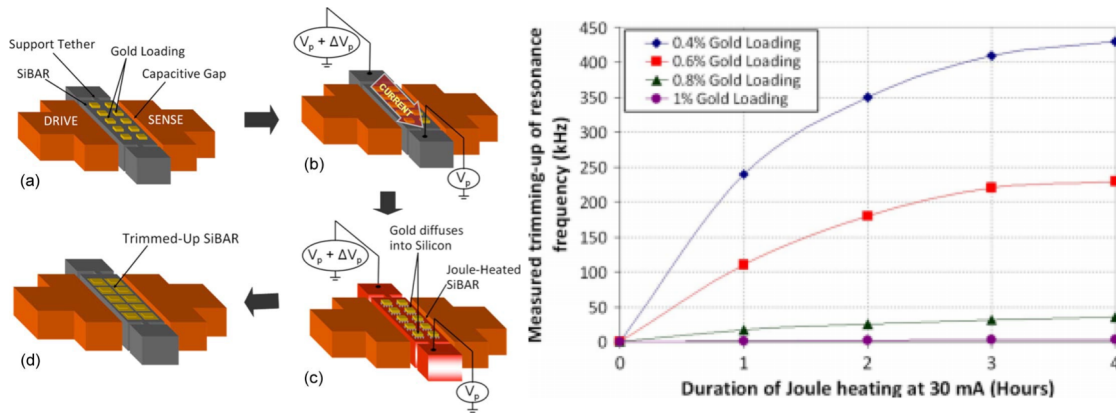 Support Tether
Gold Loading
SiBAR
Capacitive Gap
DRIVE
SENSE
(a)
Vp + ΔVp
CURRENT
Vp
(b)
Gold diffuses
into Silicon
Vp + ΔVp
Joule-Heated
SiBAR
Vp
(c)
Trimmed-Up SiBAR
(d)
Measured trimming-up of resonance
frequency (kHz)
450
400
350
300
250
200
150
100
50
0
0.4% Gold Loading
0.6% Gold Loading
0.8% Gold Loading
1% Gold Loading
0 1 2 3 4
Duration of Joule heating at 30 mA (Hours)